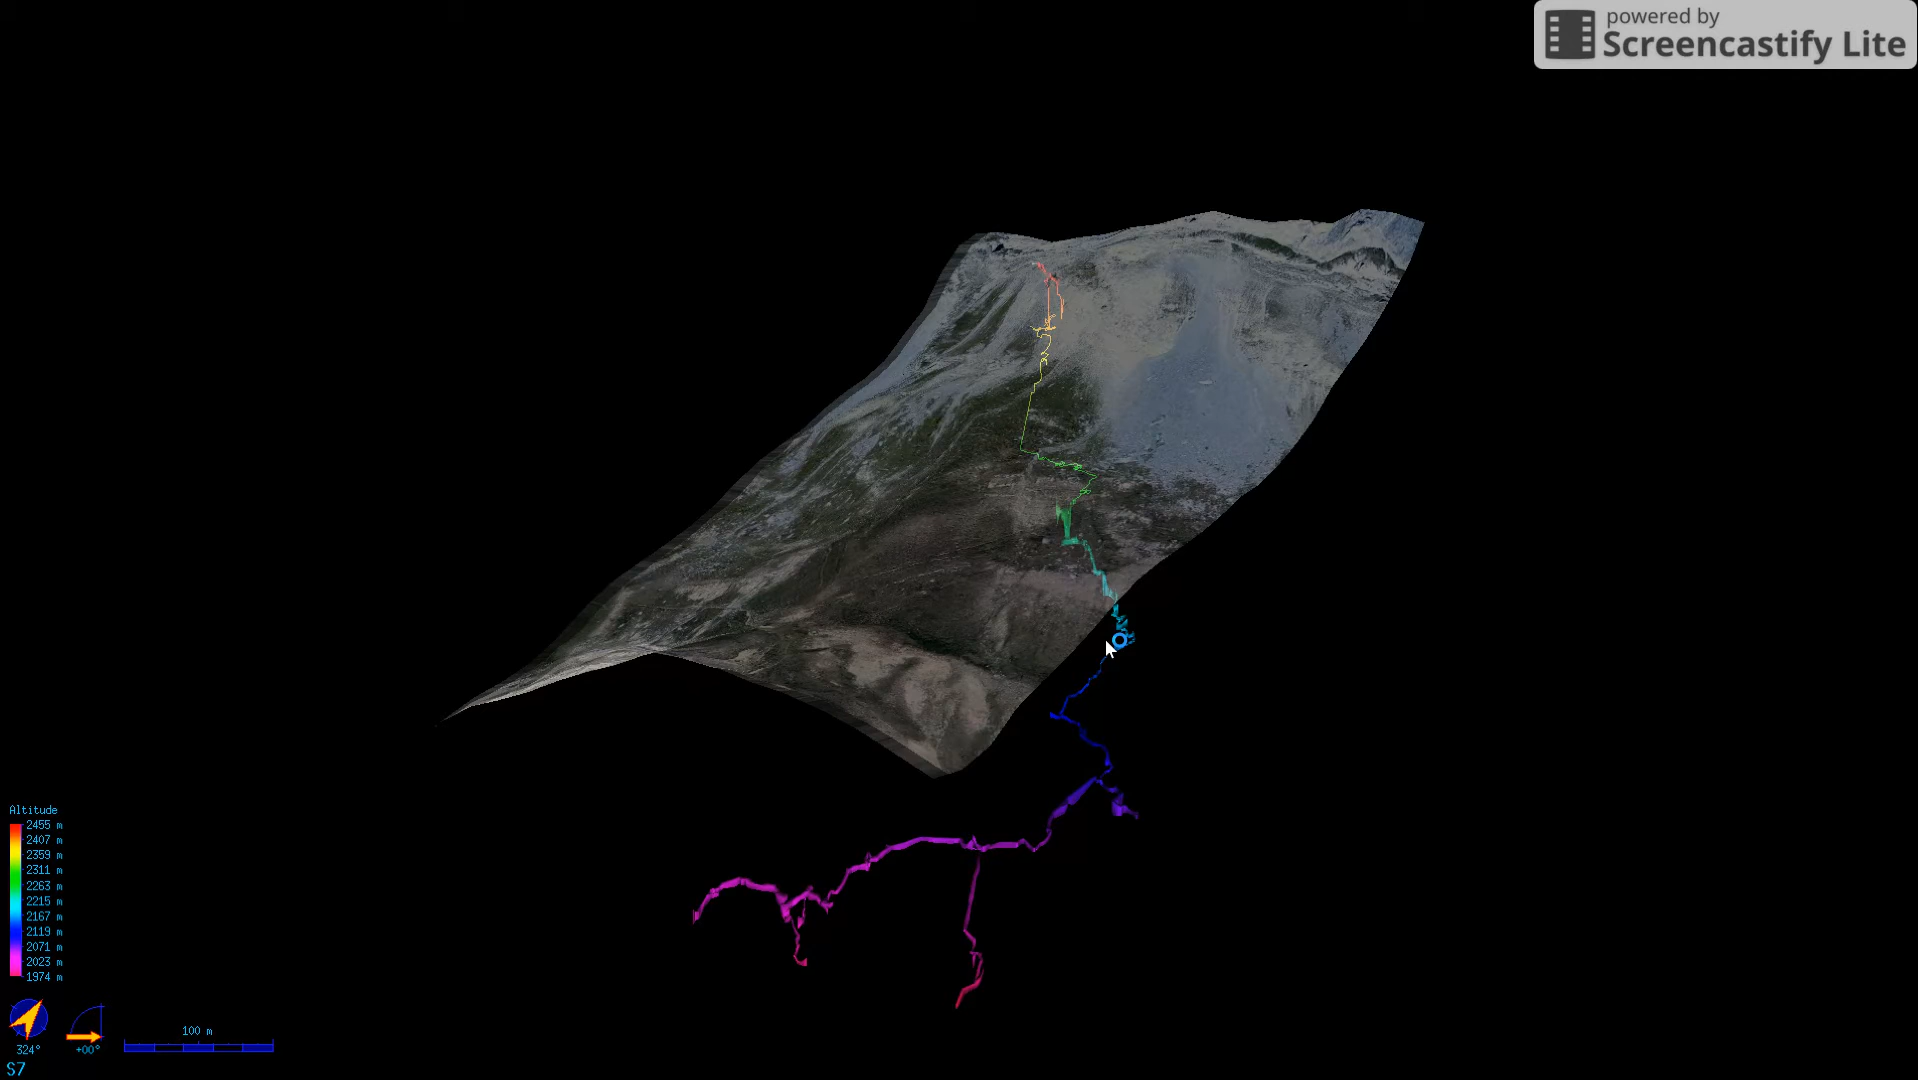 powered by
Screencastify Lite
Altitude
2455 m
2407 m
2359 m
2311 m
2263 m
2215 m
2167 m
2119 m
2071 m
2023 m
1974 m
100 m
324°
+00°
S7